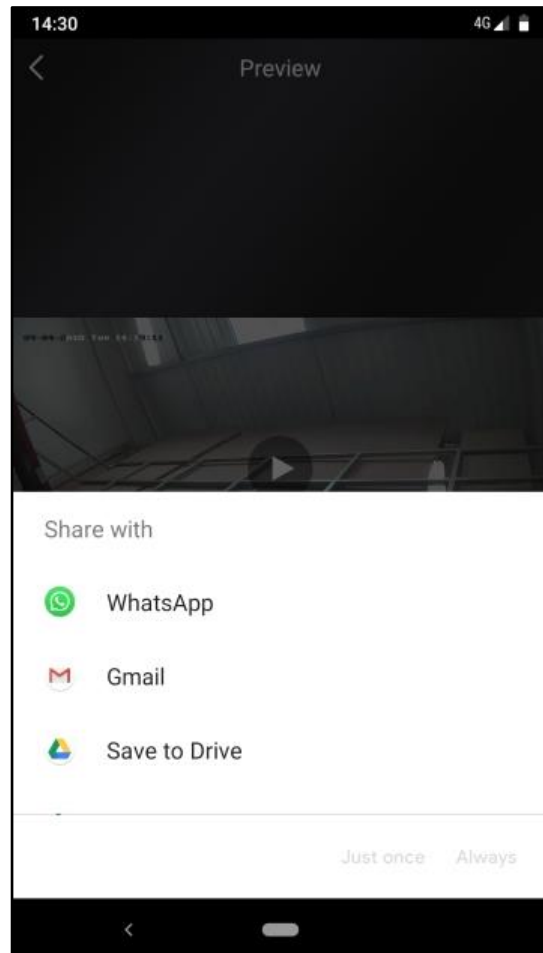 14:30
4G
Preview
Share with
WhatsApp
Gmail
Save to Drive
Just once Always